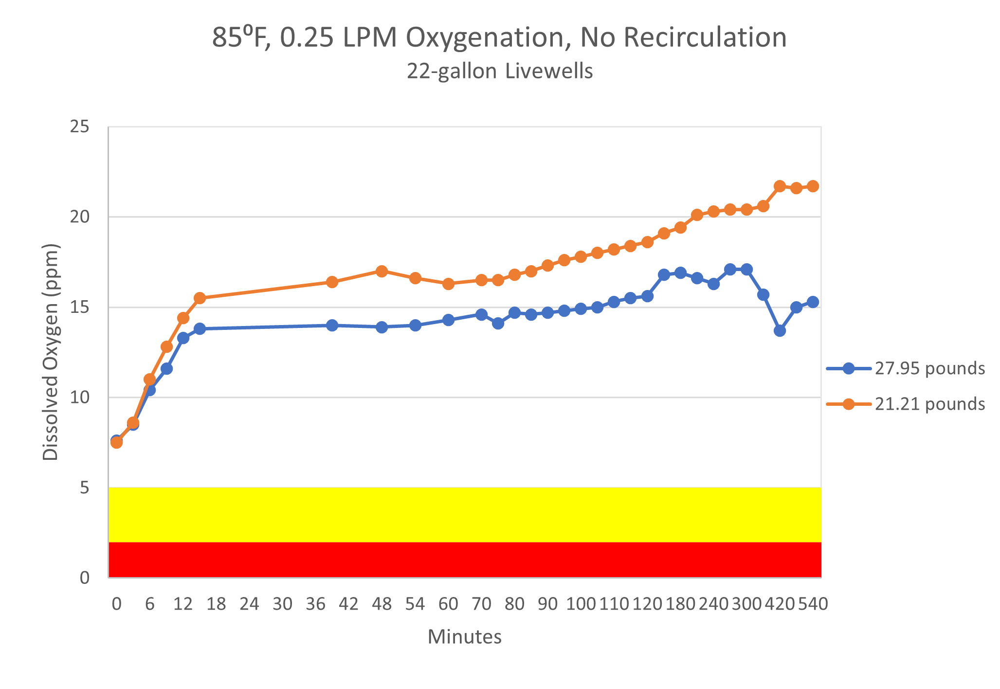 85⁰F, 0.25 LPM Oxygenation, No Recirculation
22-gallon Livewells
25
20
15
10
5
0
Dissolved Oxygen (ppm)
0 6 12 18 24 30 36 42 48 54 60 70 80 90 100 110 120 180 240 300 420 540
Minutes
27.95 pounds
21.21 pounds